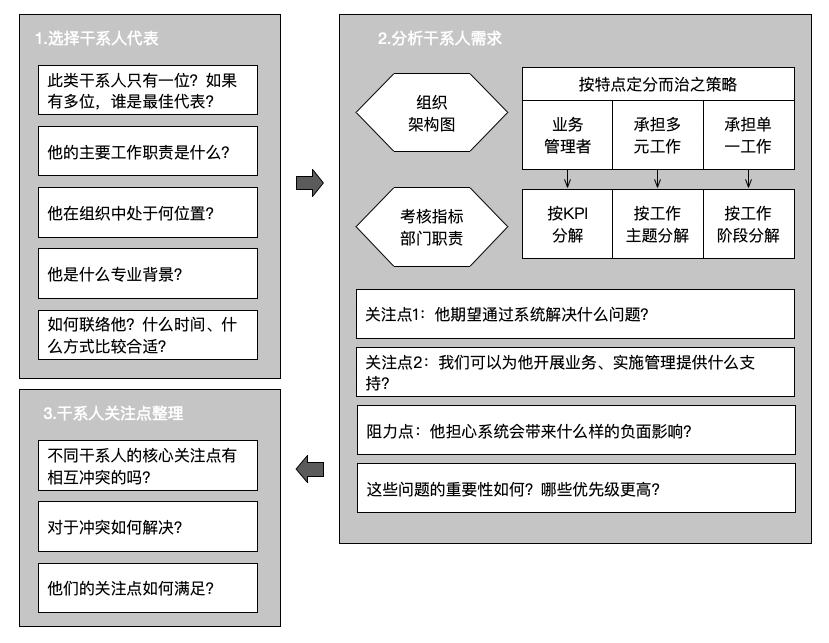 1.选择干系人代表
此类干系人只有一位？如果
有多位，谁是最佳代表？
他的主要工作职责是什么？
他在组织中处于何位置？
他是什么专业背景？
如何联络他？什么时间、什
么方式比较合适？
2.分析干系人需求
组织
架构图
考核指标
部门职责
按特点定分而治之策略
业务
管理者
承担多
元工作
承担单
一工作
按KPI
分解
按工作
主题分解
按工作
阶段分解
关注点1：他期望通过系统解决什么问题？
关注点2：我们可以为他开展业务、实施管理提供什么支
持？
阻力点：他担心系统会带来什么样的负面影响？
这些问题的重要性如何？哪些优先级更高？
3.干系人关注点整理
不同干系人的核心关注点有
相互冲突的吗？
对于冲突如何解决？
他们的关注点如何满足？